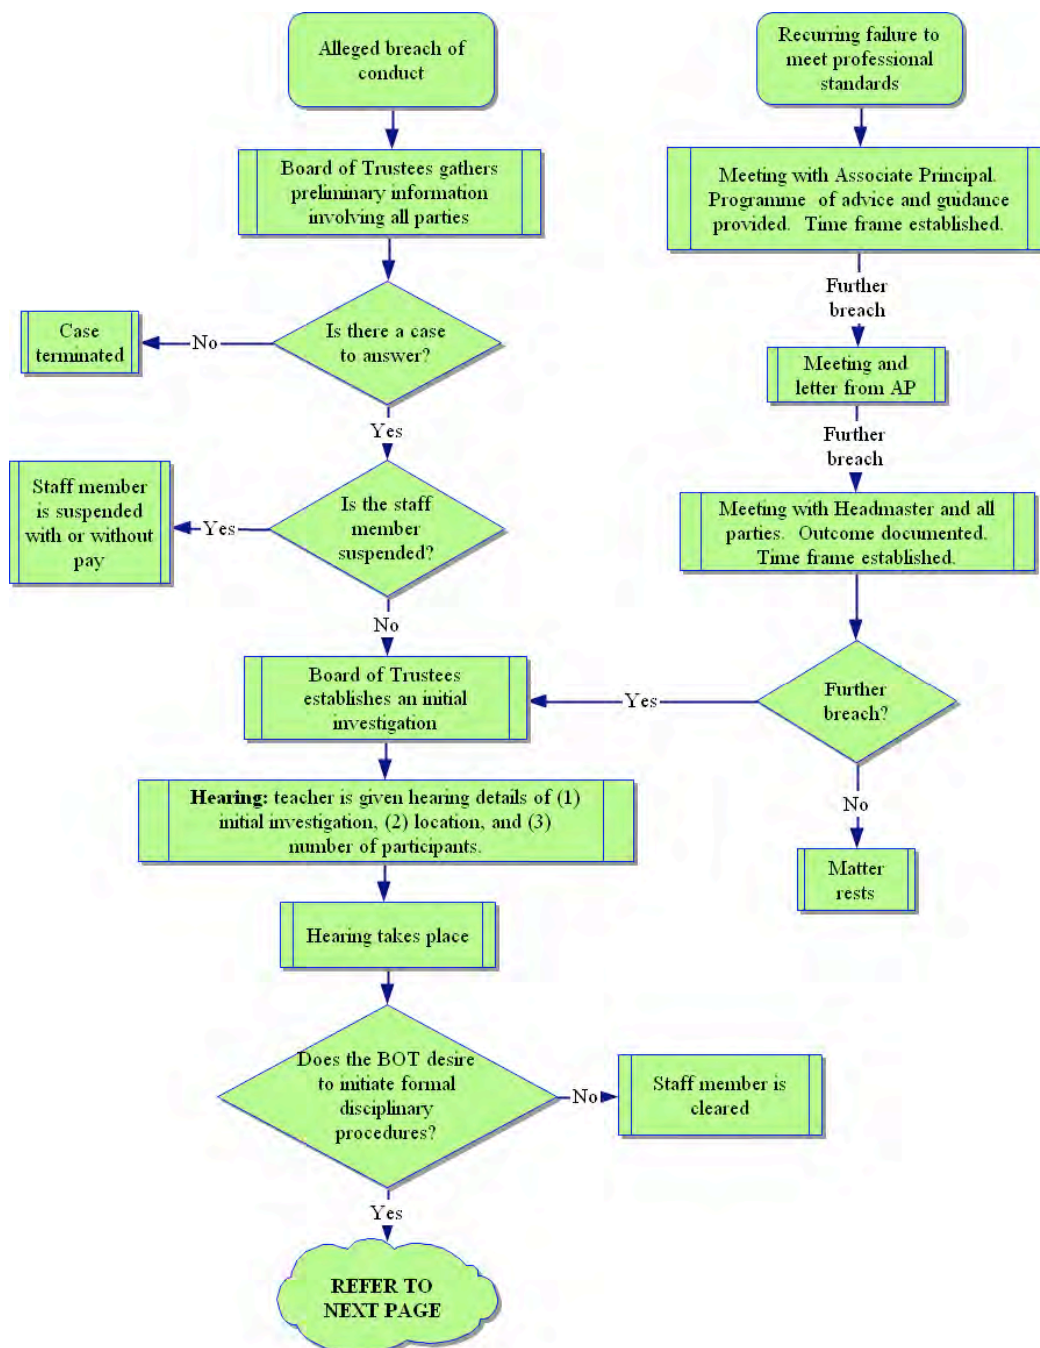 Alleged breach of
conduct
Recurring failure to
meet professional
standards
Board of Trustees gathers
preliminary information
involving all parties
Meeting with Associate Principal.
Programme of advice and guidance
provided. Time frame established.
Further
breach
Is there a case
to answer?
No
Case
terminated
Meeting and
letter from AP
Yes
Further
breach
Staff member
is suspended
with or without
pay
Yes
Is the staff
member
suspended?
Meeting with Headmaster and all
parties. Outcome documented.
Time frame established.
No
Board of Trustees
establishes an initial
investigation
Yes
Further
breach?
Hearing: teacher is given hearing details of (1)
initial investigation, (2) location, and (3)
number of participants.
No
Matter
rests
Hearing takes place
Does the BOT desire
to initiate formal
disciplinary
procedures?
No
Staff member is
cleared
Yes
REFER TO
NEXT PAGE